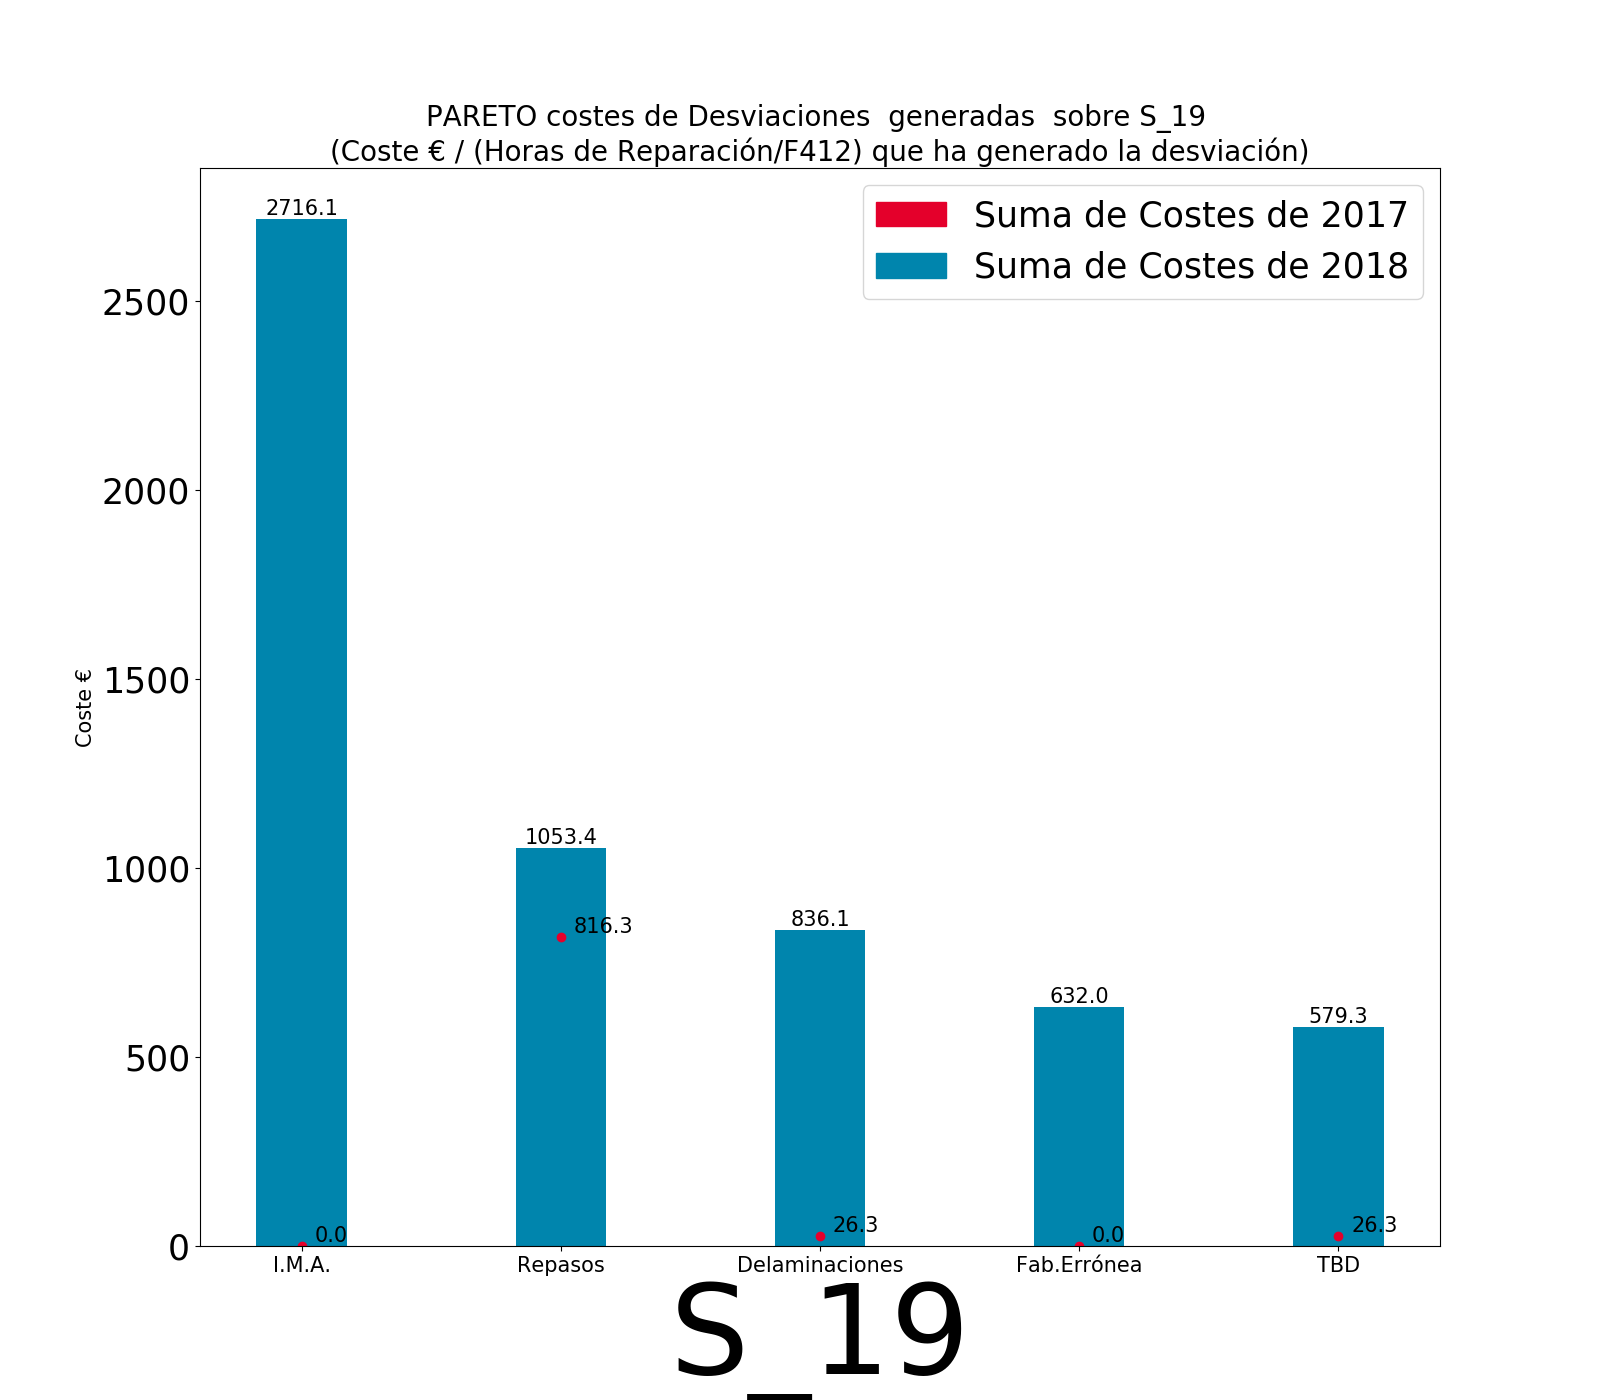 PARETO costes de Desviaciones  generadas  sobre S_19
(Coste € / (Horas de Reparación/F412) que ha generado la desviación)
Suma de Costes de 2017
Suma de Costes de 2018
Coste €
2500
2000
1500
1000
500
0
2716.1
0.0
1053.4
816.3
836.1
26.3
632.0
0.0
579.3
26.3
I.M.A.
Repasos
Delaminaciones
Fab.Errónea
TBD
S_19